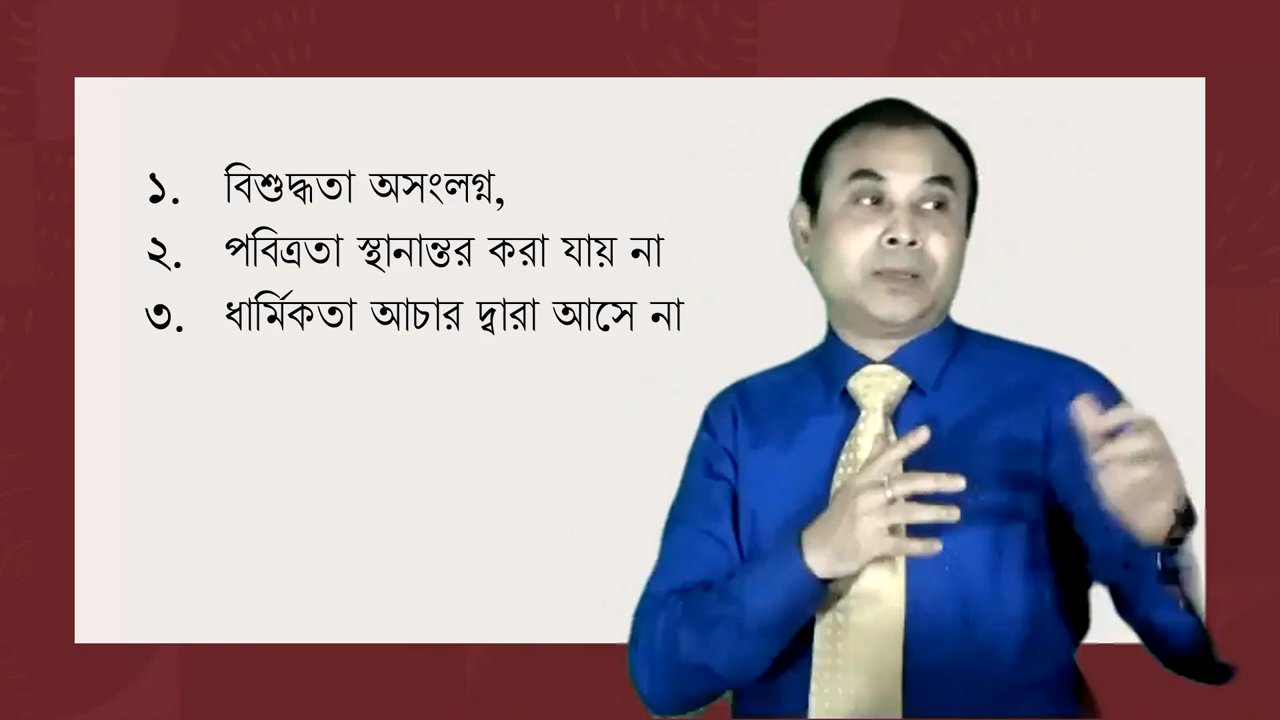 ১. বিশুদ্ধতা অসংলগ্ন,
২. পবিত্রতা স্থানান্তর করা যায় না
৩. ধার্মিকতা আচার দ্বারা আসে না